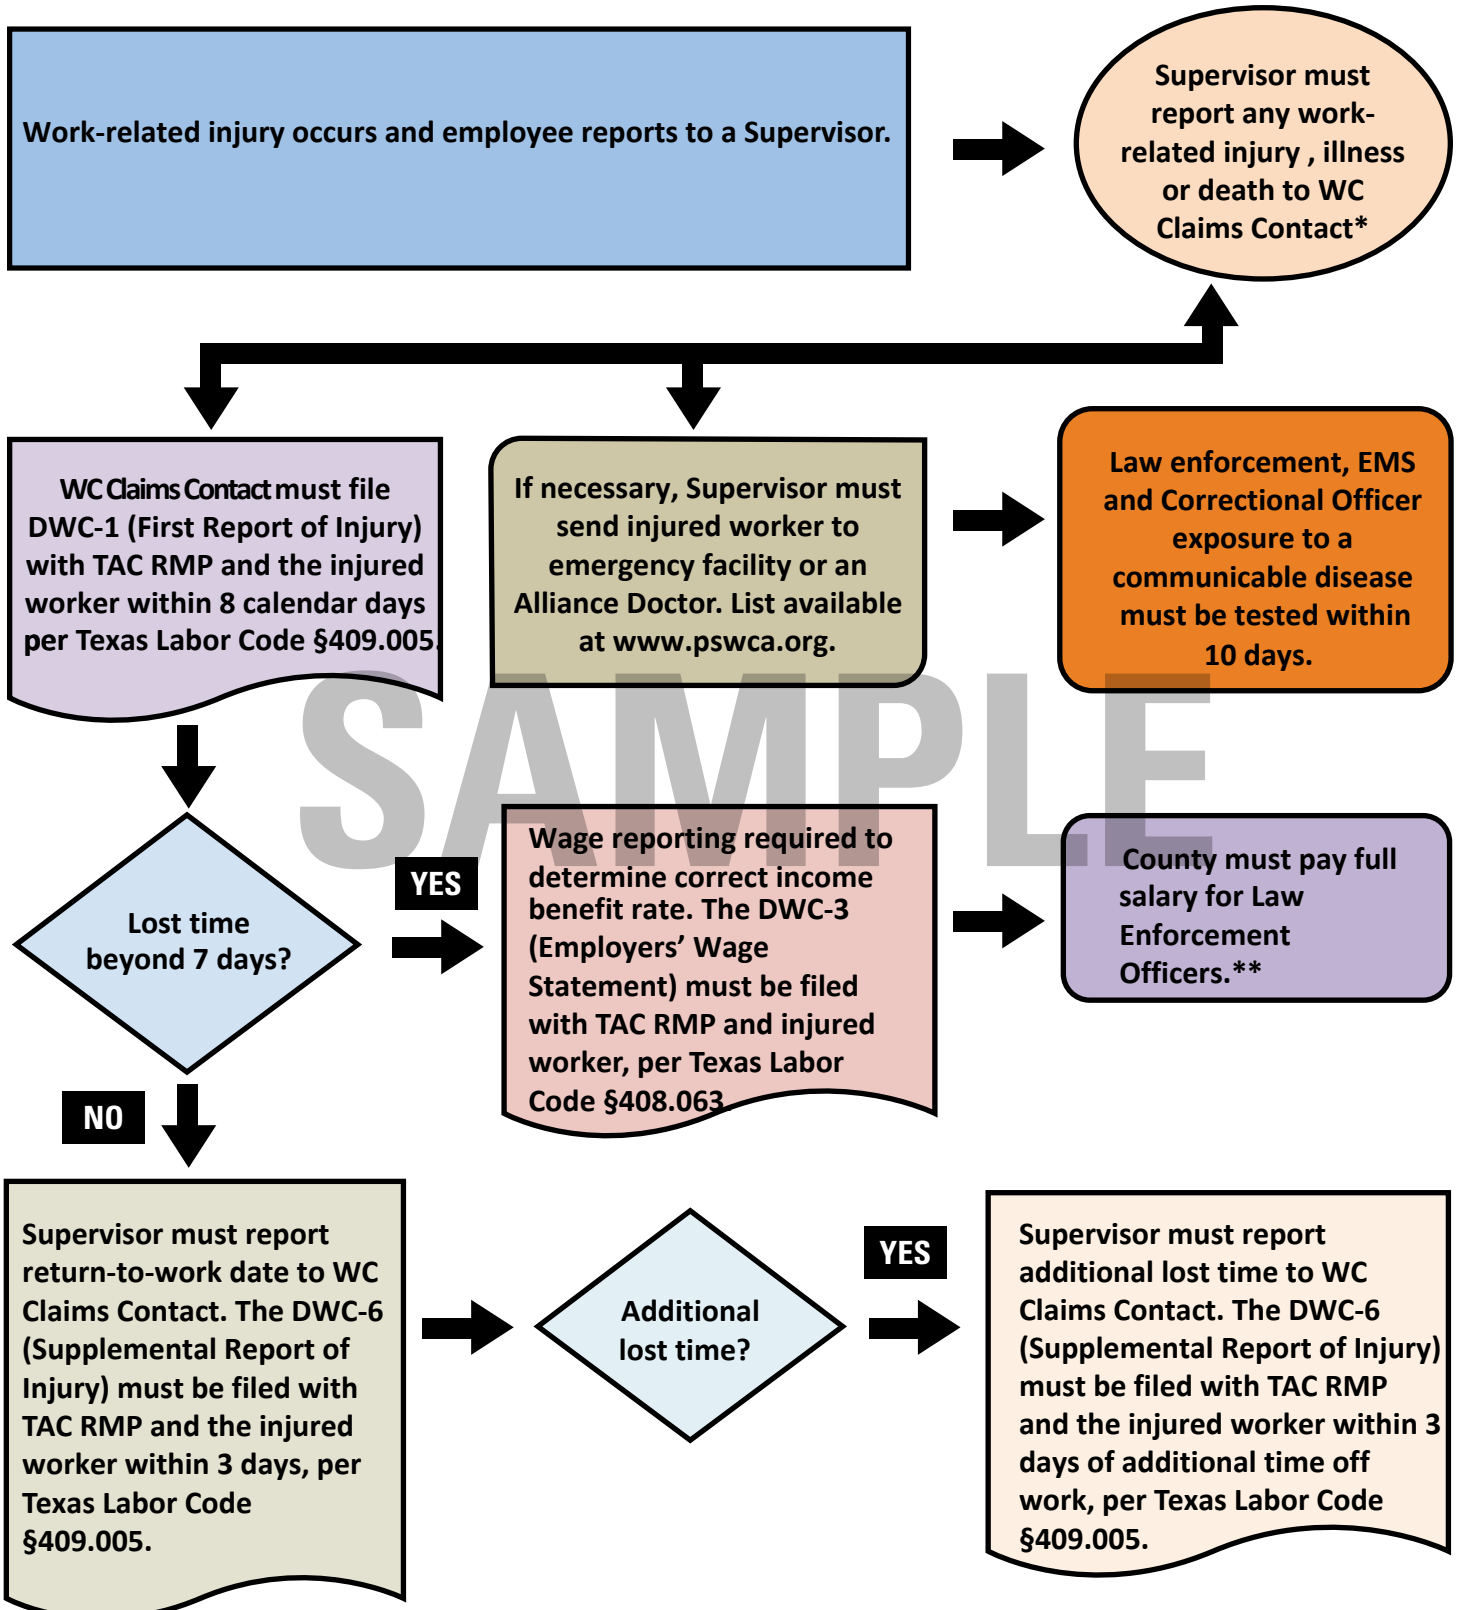 Work-related injury occurs and employee reports to a Supervisor.
Supervisor must
report any work-
related injury , illness
or death to WC
Claims Contact*
WC Claims Contact must file
DWC-1 (First Report of Injury)
with TAC RMP and the injured
worker within 8 calendar days
per Texas Labor Code §409.005.
If necessary, Supervisor must
send injured worker to
emergency facility or an
Alliance Doctor. List available
at www.pswca.org.
Law enforcement, EMS
and Correctional Officer
exposure to a
communicable disease
must be tested within
10 days.
SAMPLE
Lost time
beyond 7 days?
YES
Wage reporting required to
determine correct income
benefit rate. The DWC-3
(Employers’ Wage
Statement) must be filed
with TAC RMP and injured
worker, per Texas Labor
Code §408.063.
County must pay full
salary for Law
Enforcement
Officers.**
NO
Supervisor must report
return-to-work date to WC
Claims Contact. The DWC-6
(Supplemental Report of
Injury) must be filed with
TAC RMP and the injured
worker within 3 days, per
Texas Labor Code
§409.005.
Additional
lost time?
YES
Supervisor must report
additional lost time to WC
Claims Contact. The DWC-6
(Supplemental Report of Injury)
must be filed with TAC RMP
and the injured worker within 3
days of additional time off
work, per Texas Labor Code
§409.005.